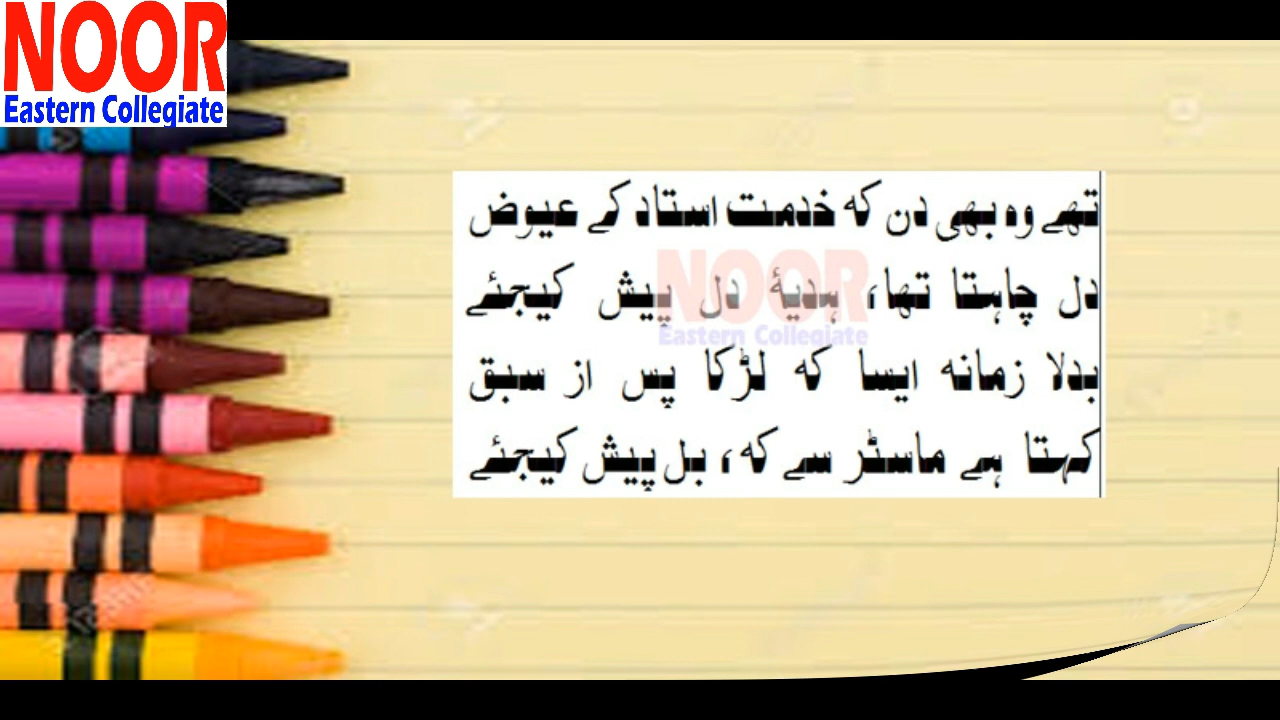 NOOR
Eastern Collegiate
تھے وہ بھی دن کہ خدمت استاد کے عیوض
دل چاہتا تھا، ہدیۂ دل پیش کیجئے
NOOR
Eastern Collegiate
بدلا زمانہ ایسا کہ لڑکا پس از سبق
کہتا ہے ماسٹر سے کہ، بل پیش کیجئے